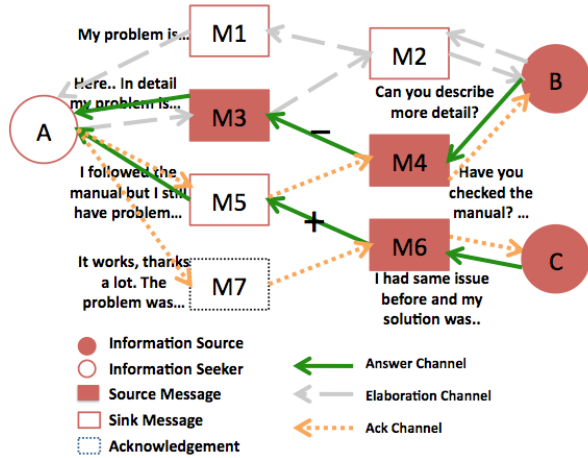 My problem is...
M1
M2
Here.. In detail
my problem is...
B
Can you describe
more detail?
A
M3
−
M4
I followed the
manual but I still
have problem...
M5
Have you
checked the
manual? ...
+
M6
C
It works, thanks
a lot. The
problem was...
M7
I had same issue
before and my
solution was..
Information Source
Information Seeker
Source Message
Sink Message
Acknowledgement
Answer Channel
Elaboration Channel
Ack Channel